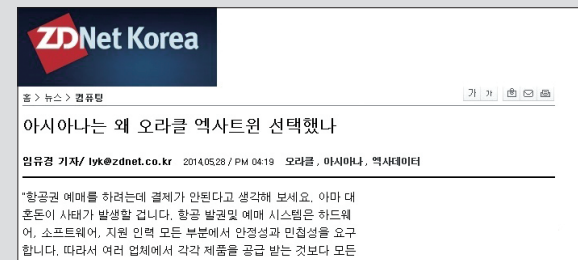 ZDNet Korea
홈 > 뉴스 > 컴퓨팅
가 가
아시아나는 왜 오라클 엑사트윈 선택했나
임유경 기자/ lyk@zdnet.co.kr 2014.05.28 / PM 04:19 오라클, 아시아나, 엑사데이터
"항공권 예매를 하려는데 결제가 안된다고 생각해 보세요. 아마 대
혼돈이 사태가 발생할 겁니다. 항공 발권및 예매 시스템은 하드웨
어, 소프트웨어, 지원 인력 모든 부분에서 안정성과 민첩성을 요구
합니다. 따라서 여러 업체에서 각각 제품을 공급 받는 것보다 모든